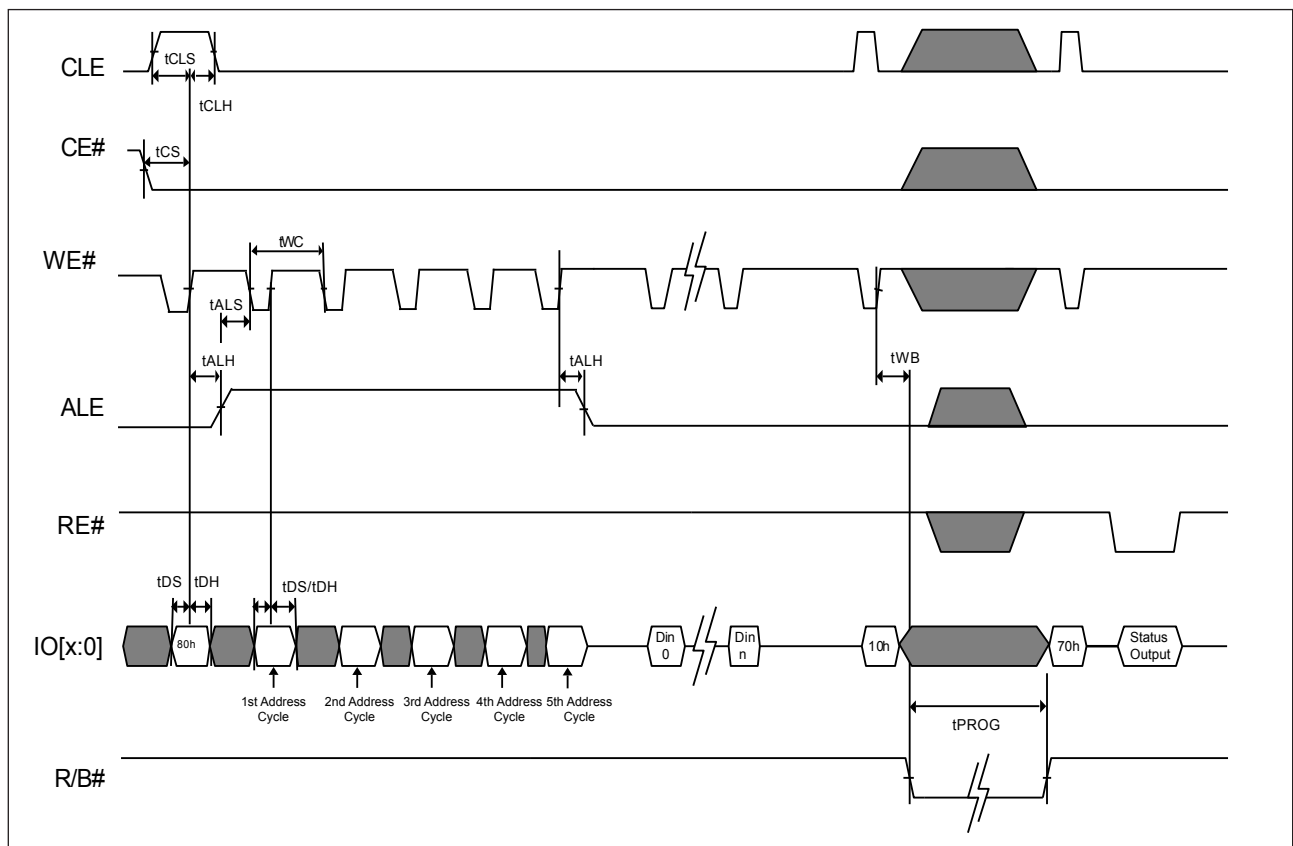 CLE
tCLS
tCLH
CE#
tCS
WE#
tWC
tALS
tALH
tALH
tWB
ALE
RE#
tDS
tDH
tDS/tDH
IO[x:0]
80h
Din
0
Din
n
10h
70h
Status
Output
1st Address
Cycle
2nd Address
Cycle
3rd Address
Cycle
4th Address
Cycle
5th Address
Cycle
tPROG
R/B#